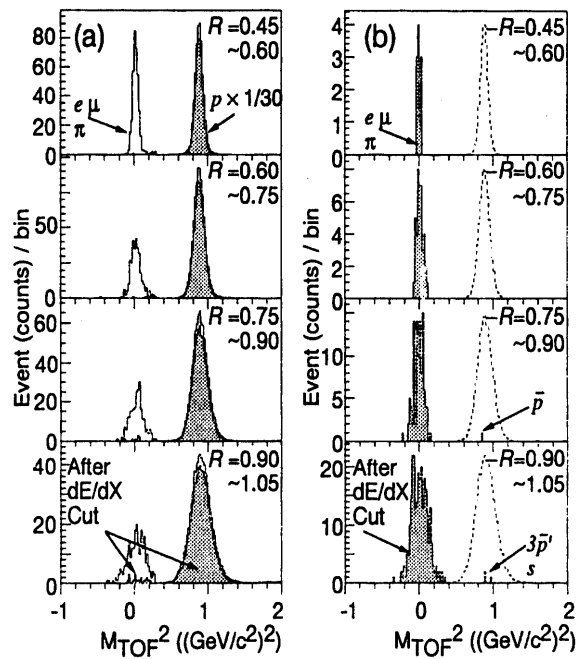 (a)
R = 0.45
~0.60
80
60
40
20
0
e μ
π
p × 1/30
R = 0.60
~0.75
50
0
R = 0.75
~0.90
60
40
20
0
R = 0.90
~1.05
40
20
0
After
dE/dX
Cut
-1 0 1 2
M_TOF^2 ((GeV/c^2)^2)
Event (counts) / bin
(b)
−R = 0.45
~0.60
4
3
2
1
0
e μ
π
−R = 0.60
~0.75
8
6
4
2
0
−R = 0.75
~0.90
10
0
p̄
−R = 0.90
~1.05
20
10
0
After
dE/dX
Cut
3p̄'
s
-1 0 1 2
M_TOF^2 ((GeV/c^2)^2)
Event (counts) / bin